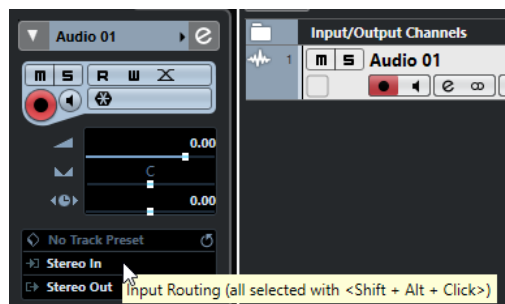 Audio 01
m S R W
0.00
C
0.00
No Track Preset
Stereo In
Stereo Out
Input/Output Channels
1 m S Audio 01
e
Input Routing (all selected with <Shift + Alt + Click>)